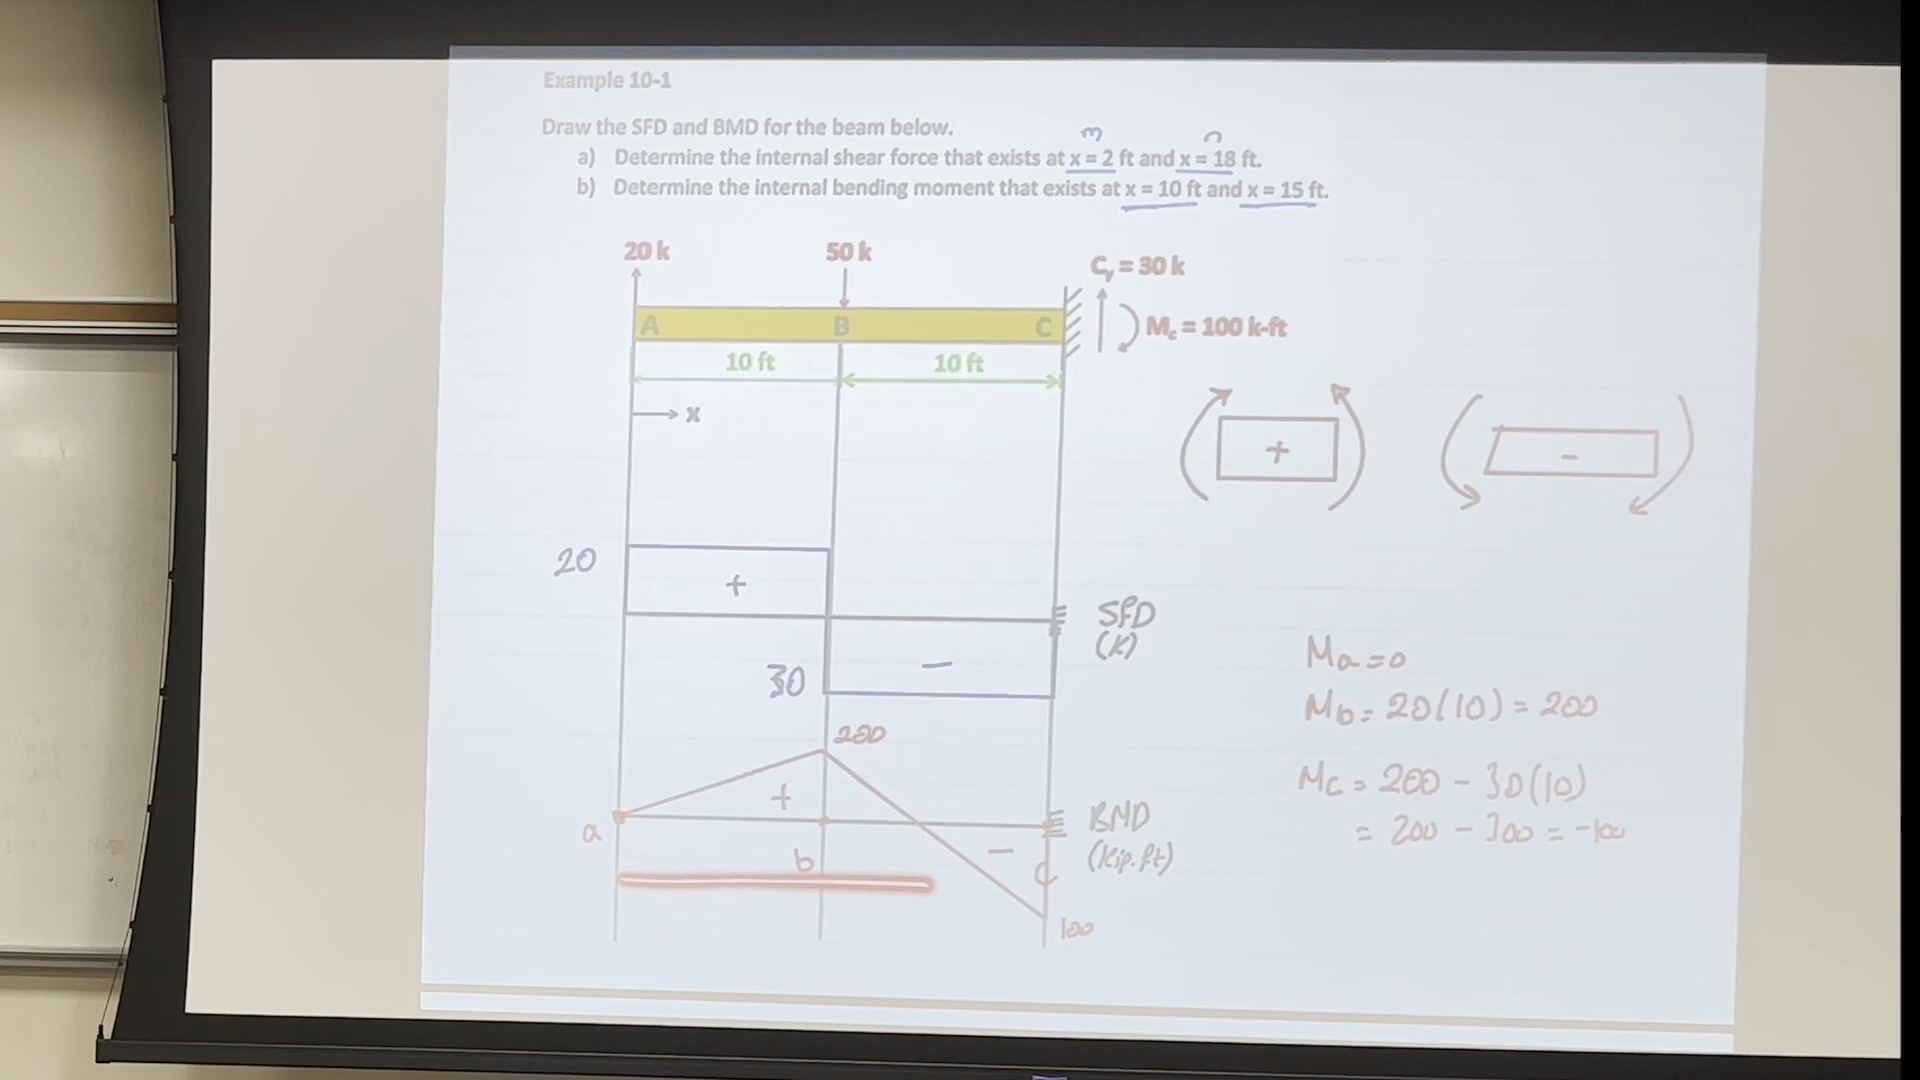 Example 10-1
Draw the SFD and BMD for the beam below.
m n
a) Determine the internal shear force that exists at x = 2 ft and x = 18 ft.
b) Determine the internal bending moment that exists at x = 10 ft and x = 15 ft.
20 k
50 k
Cy = 30 k
A B C
Mc = 100 k-ft
10 ft 10 ft
x
+ -
20
+
SFD
(K)
30
-
Ma = 0
Mb = 20(10) = 200
200
Mc = 200 - 30(10)
= 200 - 300 = -100
+
a
b
-
C
BMD
(kip.ft)
100